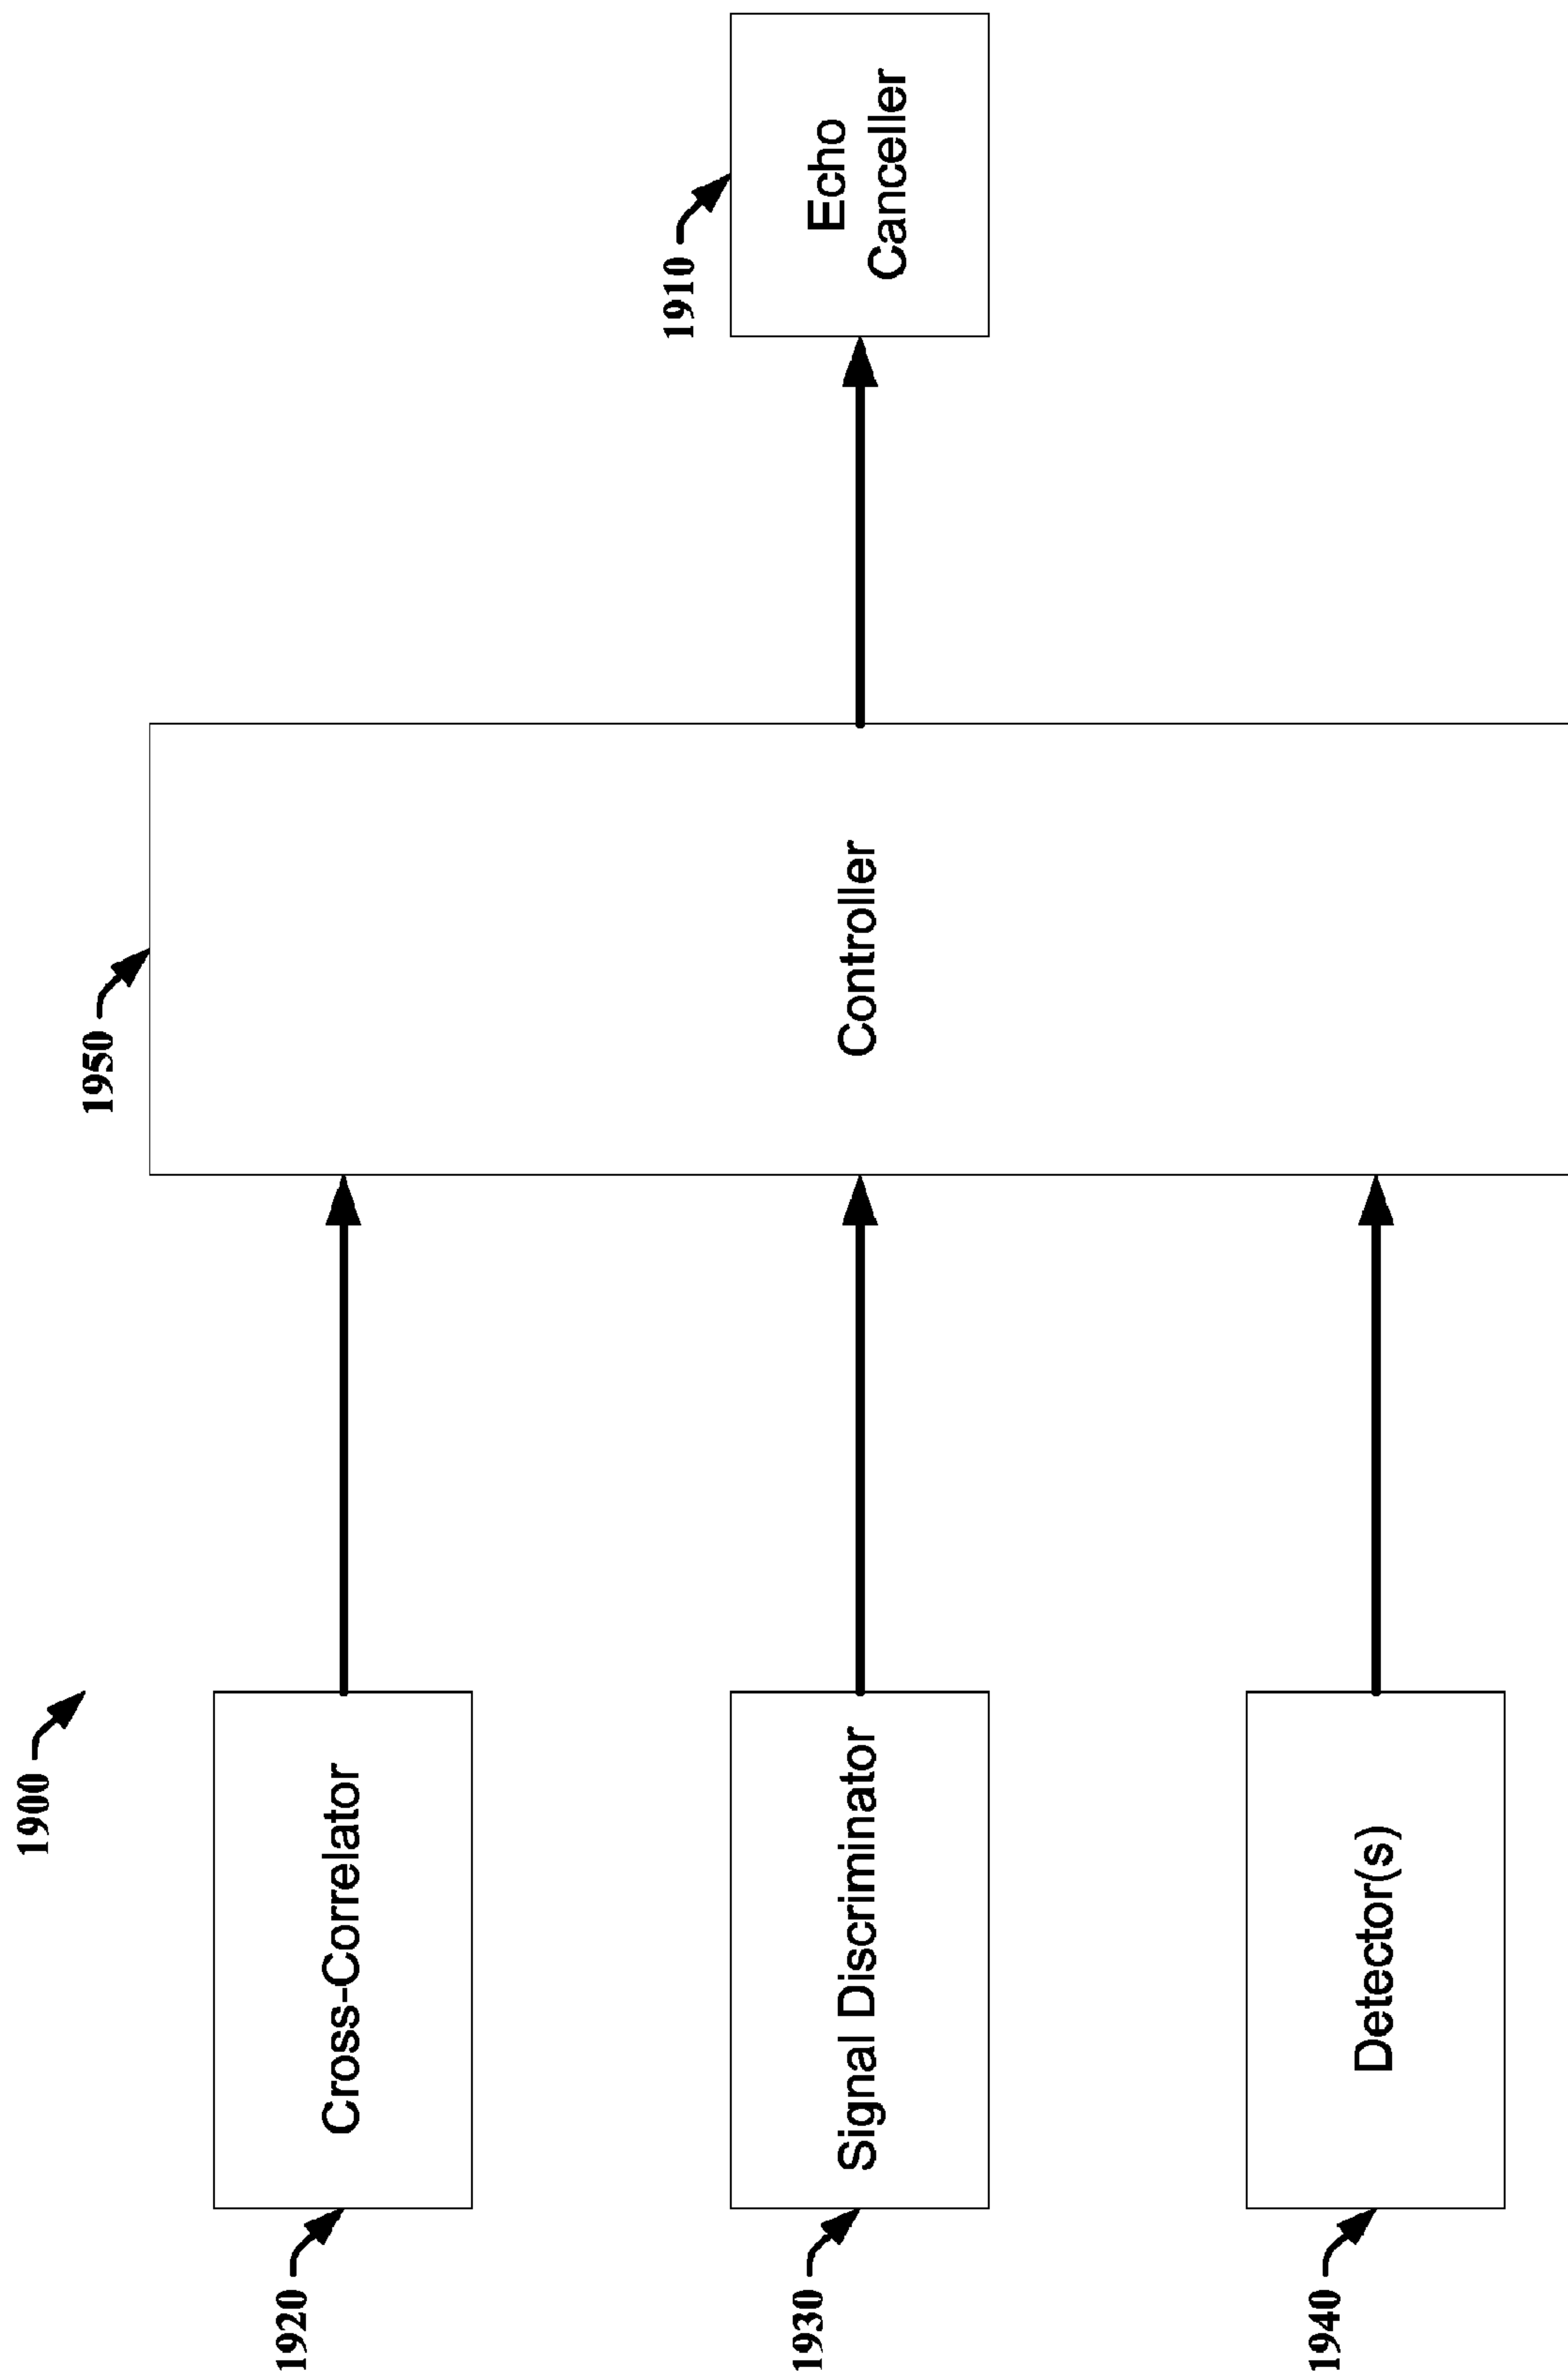 1900
1920
Cross-Correlator
1930
Signal Discriminator
1940
Detector(s)
1950
Controller
1910
Echo
Canceller